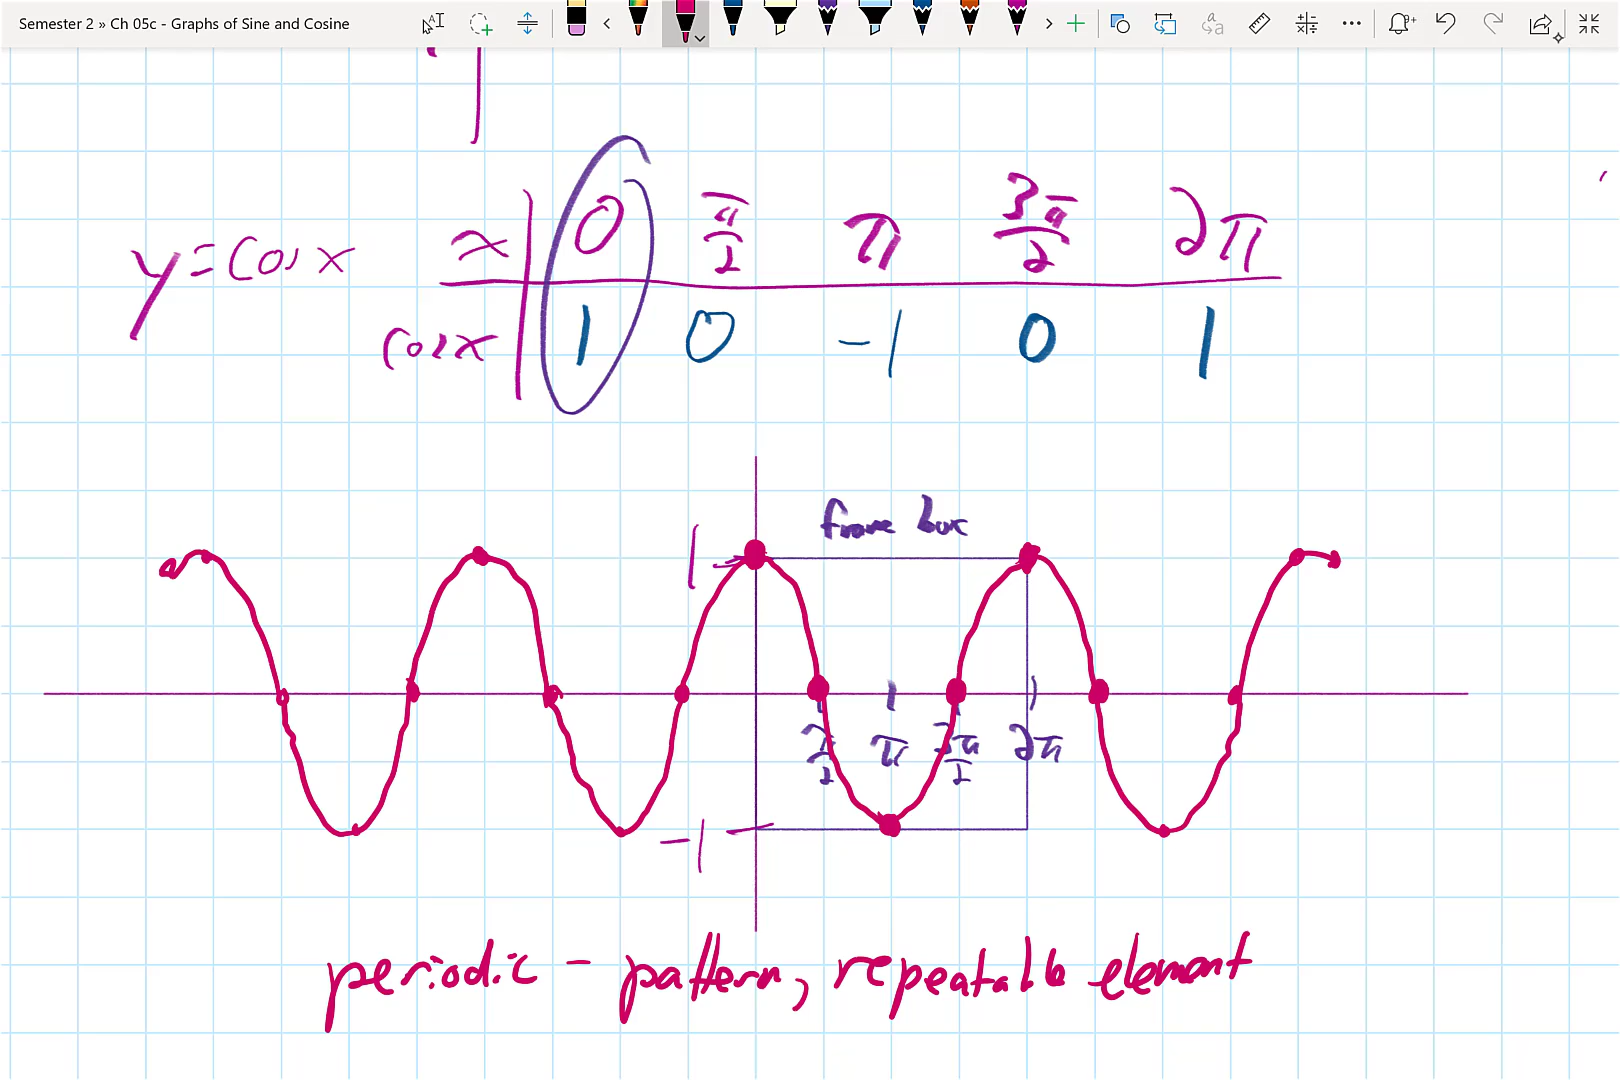 Semester 2 » Ch 05c - Graphs of Sine and Cosine
y = cos x x 0 π/2 π 3π/2 2π
cos x 1 0 -1 0 1
frame box
1
π/2 π 3π/2 2π
-1
periodic - pattern, repeatable element